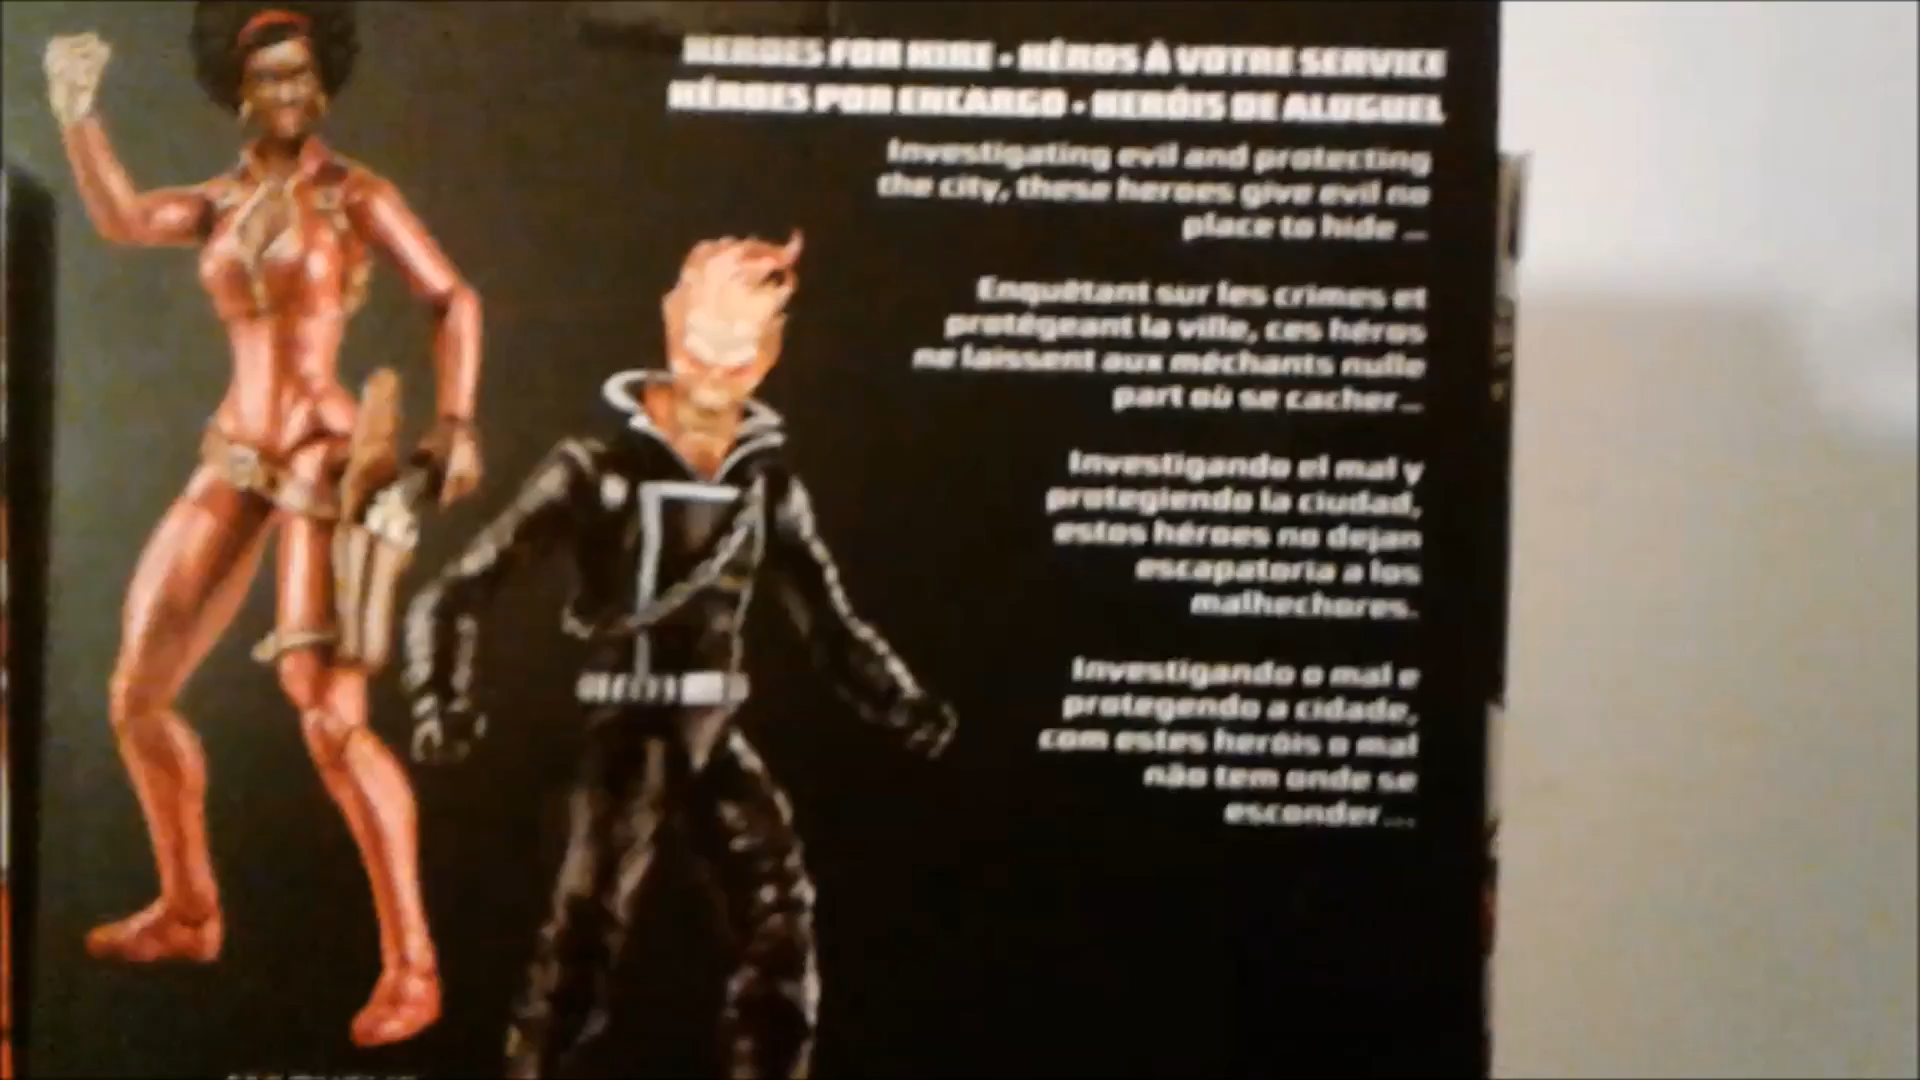 HEROES FOR HIRE • HÉROS À VOTRE SERVICE
HÉROES POR ENCARGO • HERÓIS DE ALUGUEL
Investigating evil and protecting
the city, these heroes give evil no
place to hide ...
Enquêtant sur les crimes et
protégeant la ville, ces héros
ne laissent aux méchants nulle
part où se cacher...
Investigando el mal y
protegiendo la ciudad,
estos héroes no dejan
escapatoria a los
malhechores.
Investigando o mal e
protegendo a cidade,
com estes heróis o mal
não tem onde se
esconder...